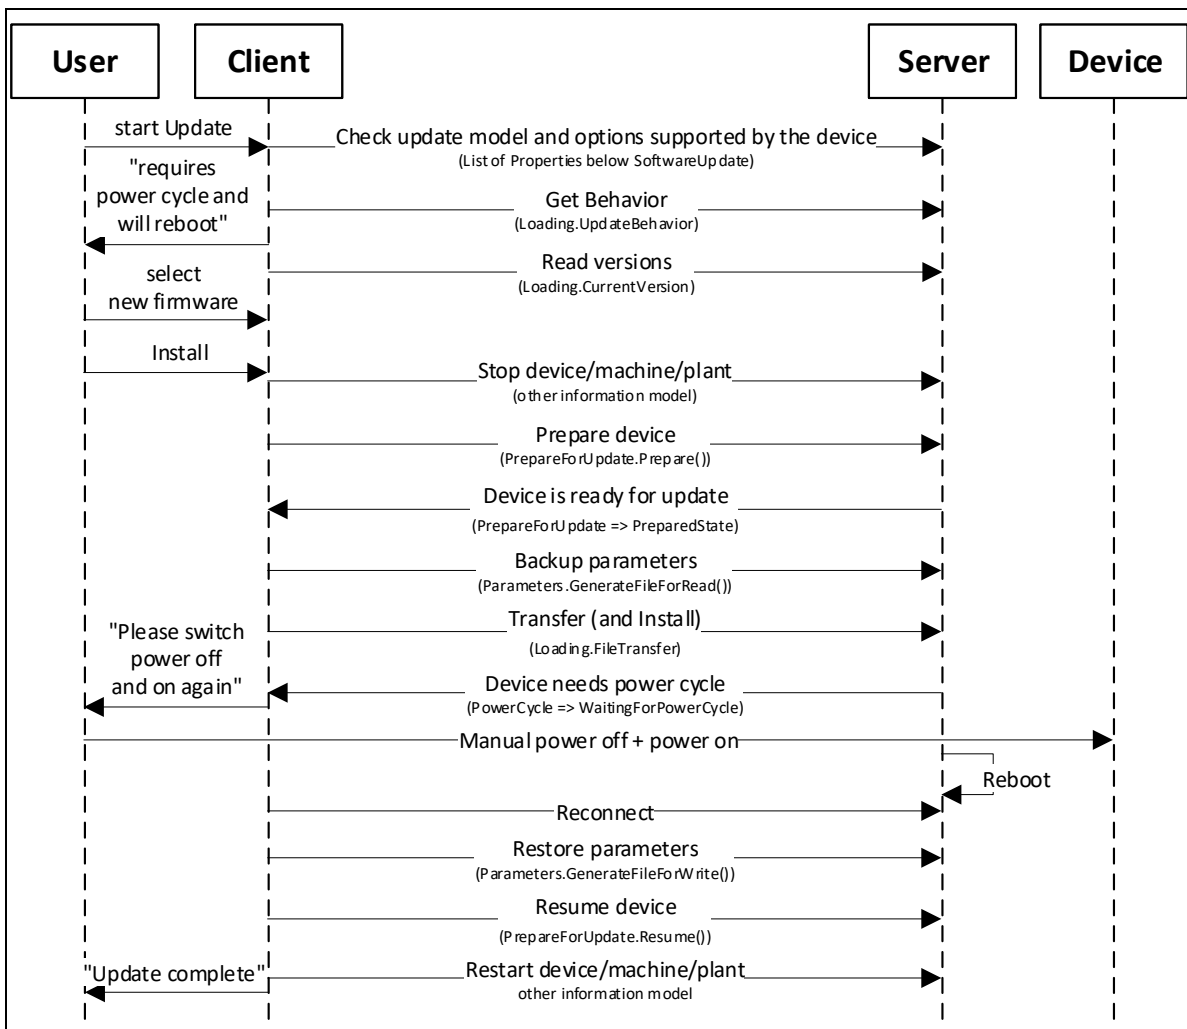 User
Client
Server
Device
start Update
Check update model and options supported by the device
(List of Properties below SoftwareUpdate)
"requires
power cycle and
will reboot"
Get Behavior
(Loading.UpdateBehavior)
Read versions
(Loading.CurrentVersion)
select
new firmware
Install
Stop device/machine/plant
(other information model)
Prepare device
(PrepareForUpdate.Prepare())
Device is ready for update
(PrepareForUpdate => PreparedState)
Backup parameters
(Parameters.GenerateFileForRead())
Transfer (and Install)
(Loading.FileTransfer)
"Please switch
power off
and on again"
Device needs power cycle
(PowerCycle => WaitingForPowerCycle)
Manual power off + power on
Reboot
Reconnect
Restore parameters
(Parameters.GenerateFileForWrite())
Resume device
(PrepareForUpdate.Resume())
"Update complete"
Restart device/machine/plant
other information model